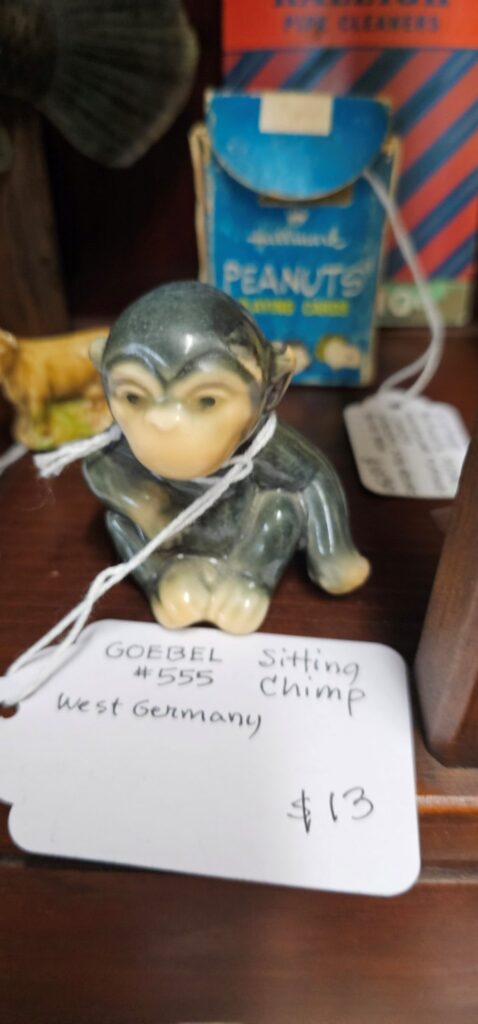 PIPE CLEANERS
Hallmark
PEANUTS
PLAYING CARDS
GOEBEL Sitting
#555 Chimp
West Germany
$13